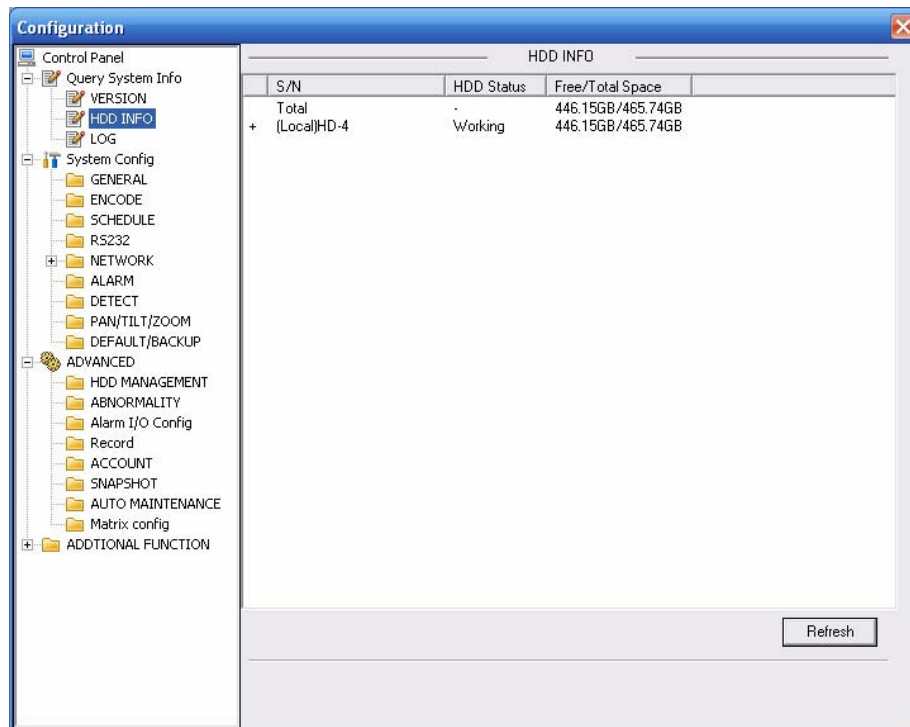 Configuration
Control Panel
Query System Info
VERSION
HDD INFO
LOG
System Config
GENERAL
ENCODE
SCHEDULE
RS232
NETWORK
ALARM
DETECT
PAN/TILT/ZOOM
DEFAULT/BACKUP
ADVANCED
HDD MANAGEMENT
ABNORMALITY
Alarm I/O Config
Record
ACCOUNT
SNAPSHOT
AUTO MAINTENANCE
Matrix config
ADDTIONAL FUNCTION
HDD INFO
S/N HDD Status Free/Total Space
Total - 446.15GB/465.74GB
+ (Local)HD-4 Working 446.15GB/465.74GB
Refresh